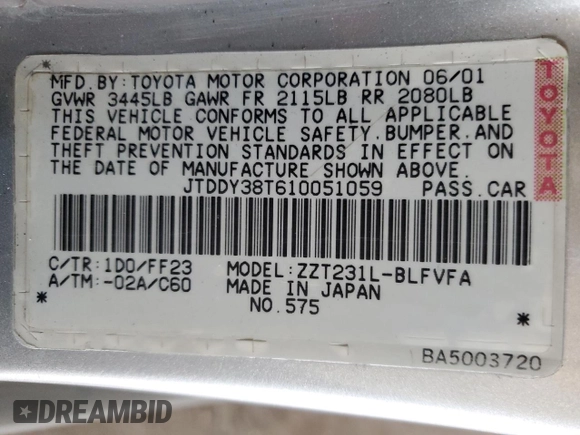 MFD.BY:TOYOTA MOTOR CORPORATION 06/01
GVWR 3445LB GAWR FR 2115LB RR 2080LB
THIS VEHICLE CONFORMS TO ALL APPLICABLE
FEDERAL MOTOR VEHICLE SAFETY,BUMPER,AND
THEFT PREVENTION STANDARDS IN EFFECT ON
THE DATE OF MANUFACTURE SHOWN ABOVE.
JTDDY38T610051059 PASS.CAR
TOYOTA
C/TR:1D0/FF23 MODEL:ZZT231L-BLFVFA
A/TM:-02A/C60 MADE IN JAPAN
* NO.575 *
BA5003720
DREAMBID